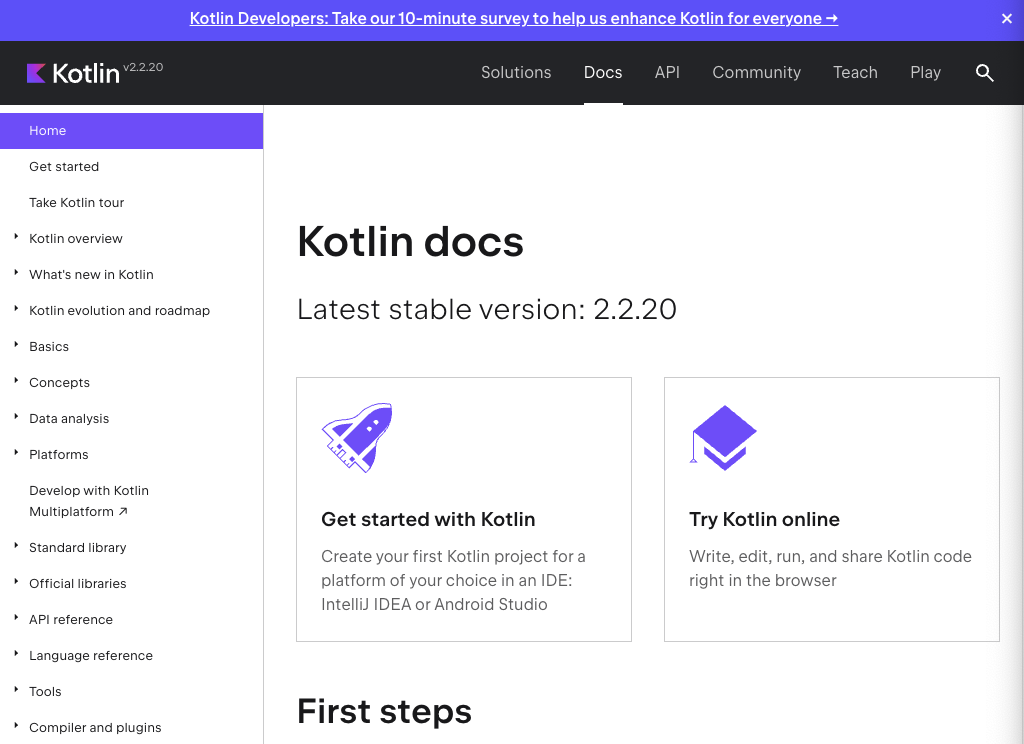 Kotlin Developers: Take our 10-minute survey to help us enhance Kotlin for everyone →
Kotlin v2.2.20
Solutions
Docs
API
Community
Teach
Play
Home
Get started
Take Kotlin tour
Kotlin overview
What's new in Kotlin
Kotlin evolution and roadmap
Basics
Concepts
Data analysis
Platforms
Develop with Kotlin
Multiplatform ↗
Standard library
Official libraries
API reference
Language reference
Tools
Compiler and plugins
Kotlin docs
Latest stable version: 2.2.20
Get started with Kotlin
Create your first Kotlin project for a
platform of your choice in an IDE:
IntelliJ IDEA or Android Studio
Try Kotlin online
Write, edit, run, and share Kotlin code
right in the browser
First steps